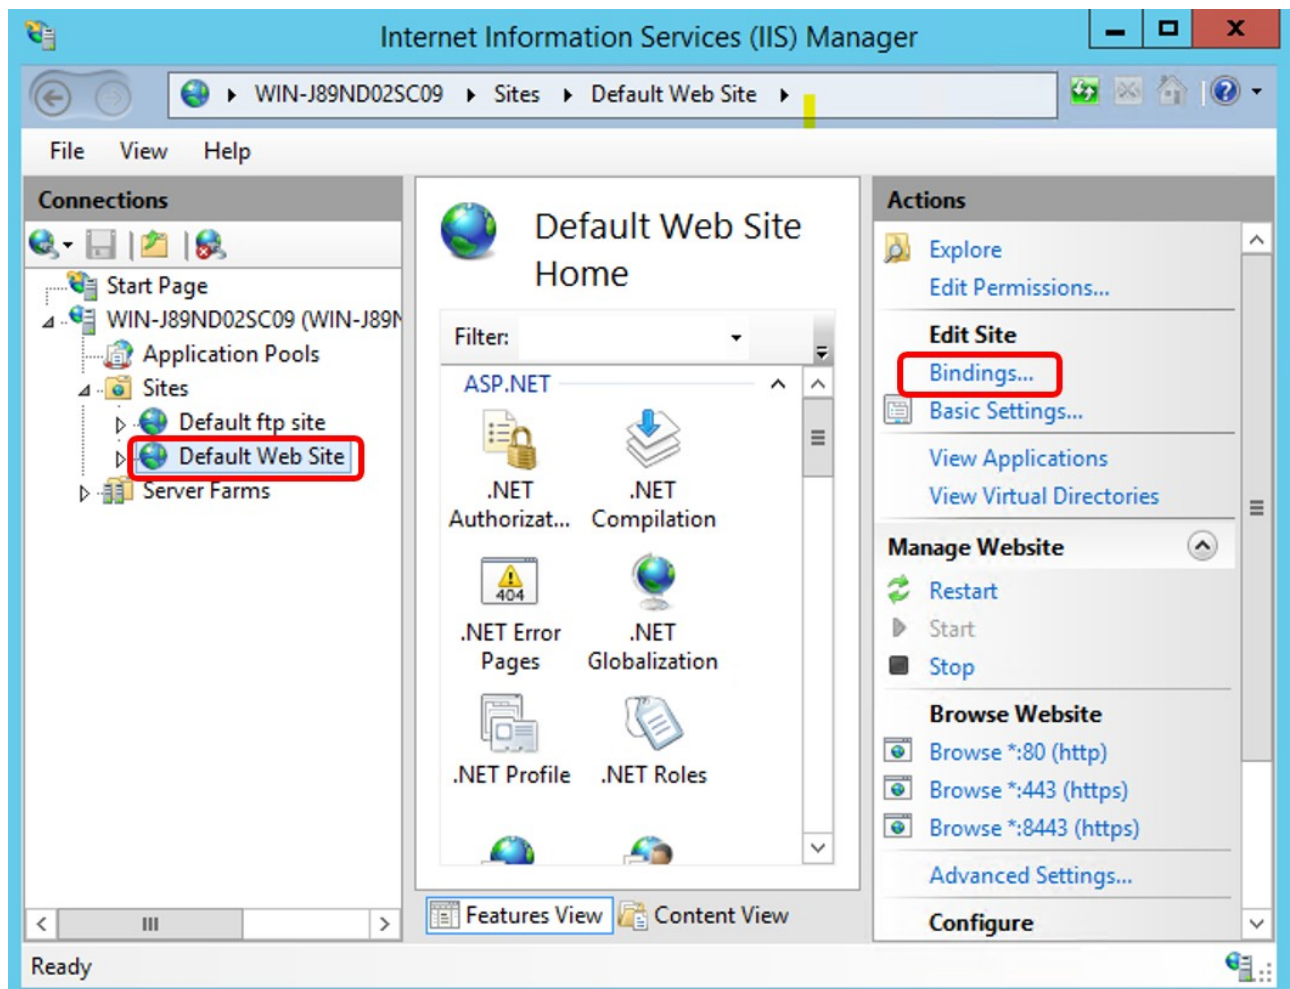 Internet Information Services (IIS) Manager
WIN-J89ND02SC09 Sites Default Web Site
File View Help
Connections
Start Page
WIN-J89ND02SC09 (WIN-J89N
Application Pools
Sites
Default ftp site
Default Web Site
Server Farms
Default Web Site
Home
Filter:
ASP.NET
.NET
Authorizat...
.NET
Compilation
.NET Error
Pages
.NET
Globalization
.NET Profile
.NET Roles
Features View
Content View
Actions
Explore
Edit Permissions...
Edit Site
Bindings...
Basic Settings...
View Applications
View Virtual Directories
Manage Website
Restart
Start
Stop
Browse Website
Browse *:80 (http)
Browse *:443 (https)
Browse *:8443 (https)
Advanced Settings...
Configure
Ready
404